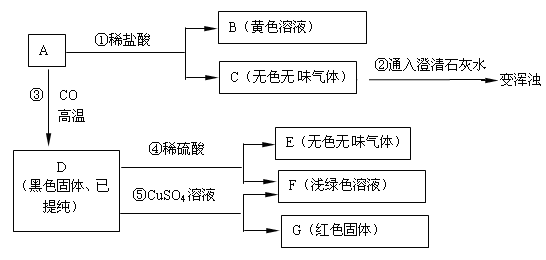 B（黄色溶液）
①稀盐酸
A
C（无色无味气体）
②通入澄清石灰水
变浑浊
③ CO
高温
D
（黑色固体、已
提纯）
④稀硫酸
E（无色无味气体）
F（浅绿色溶液）
⑤CuSO₄溶液
G（红色固体）